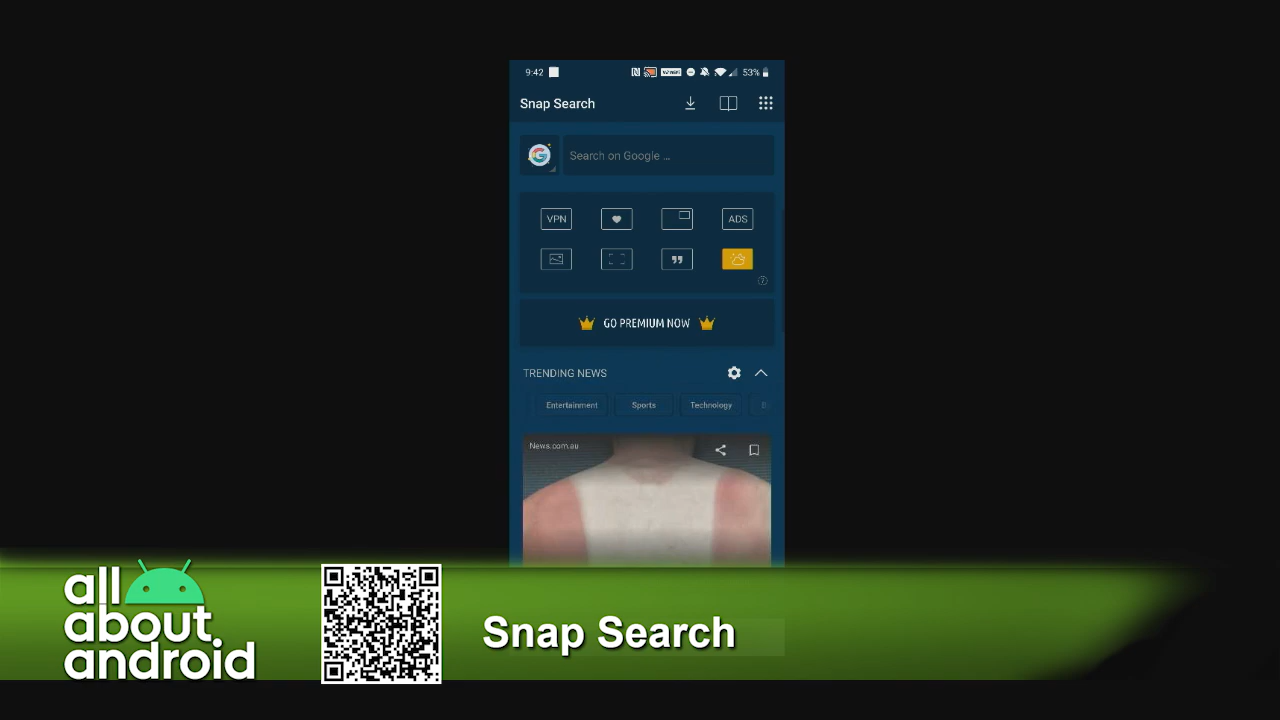 9:42
53%
Snap Search
Search on Google ...
VPN
ADS
GO PREMIUM NOW
TRENDING NEWS
Entertainment
Sports
Technology
News.com.au
all
about
android
Snap Search